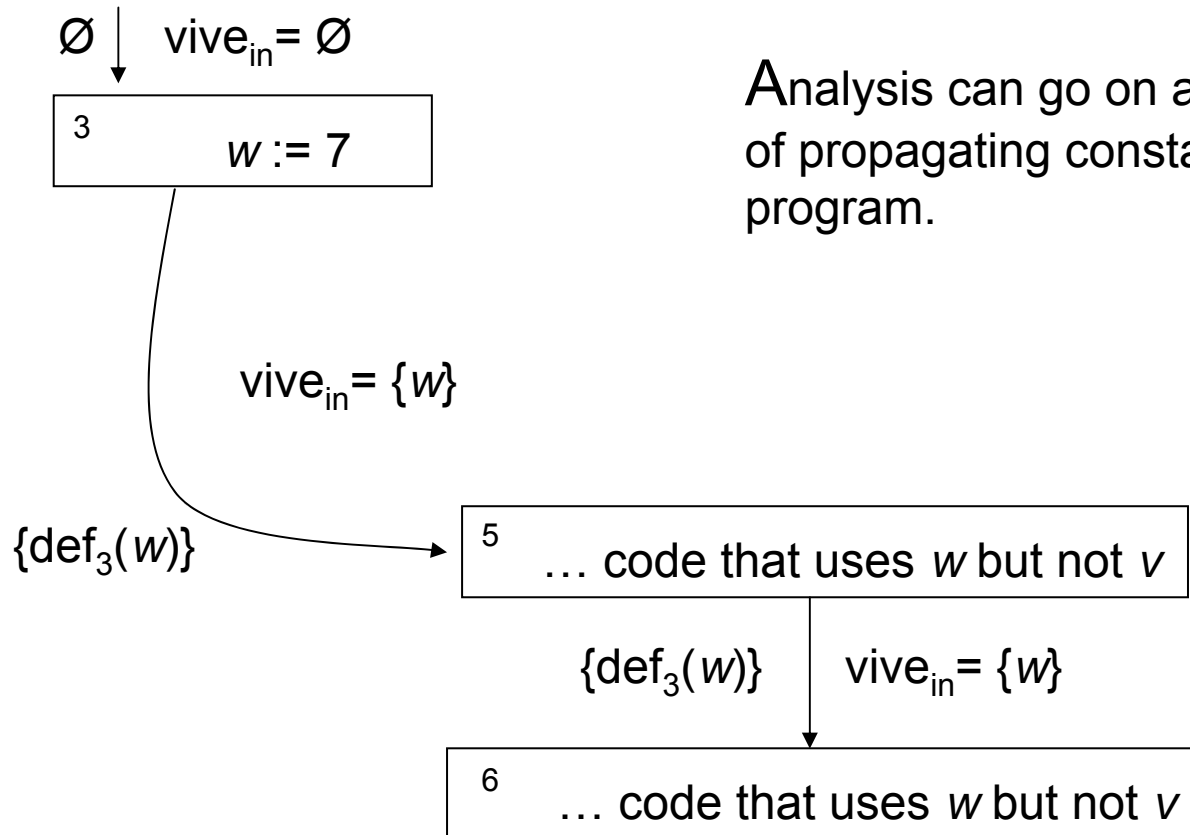 Ø vive_in= Ø
3
w := 7
Analysis can go on a
of propagating consta
program.
vive_in= {w}
{def_3(w)}
5
… code that uses w but not v
{def_3(w)} vive_in= {w}
6
… code that uses w but not v